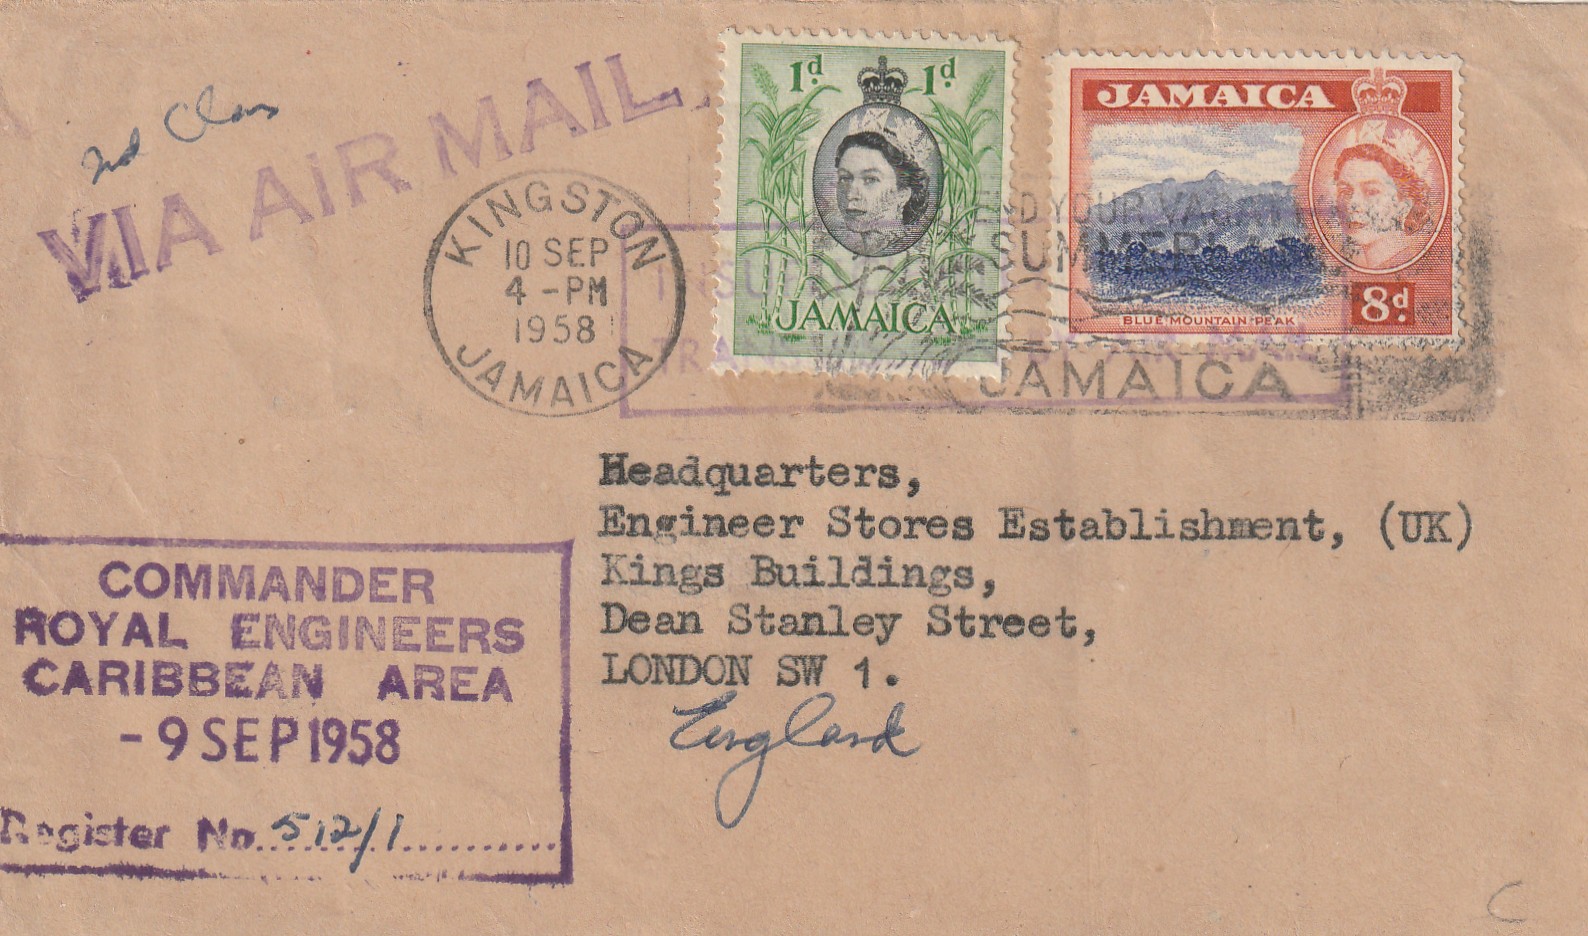 2nd Class
VIA AIR MAIL.
KINGSTON
10 SEP
4-PM
1958
JAMAICA
1d. 1d.
JAMAICA
JAMAICA
BLUE MOUNTAIN PEAK
8d.
YOUR
JAMAICA
Headquarters,
Engineer Stores Establishment, (UK)
Kings Buildings,
Dean Stanley Street,
LONDON SW 1.
England
COMMANDER
ROYAL ENGINEERS
CARIBBEAN AREA
-9 SEP 1958
Register No. 512/1
C